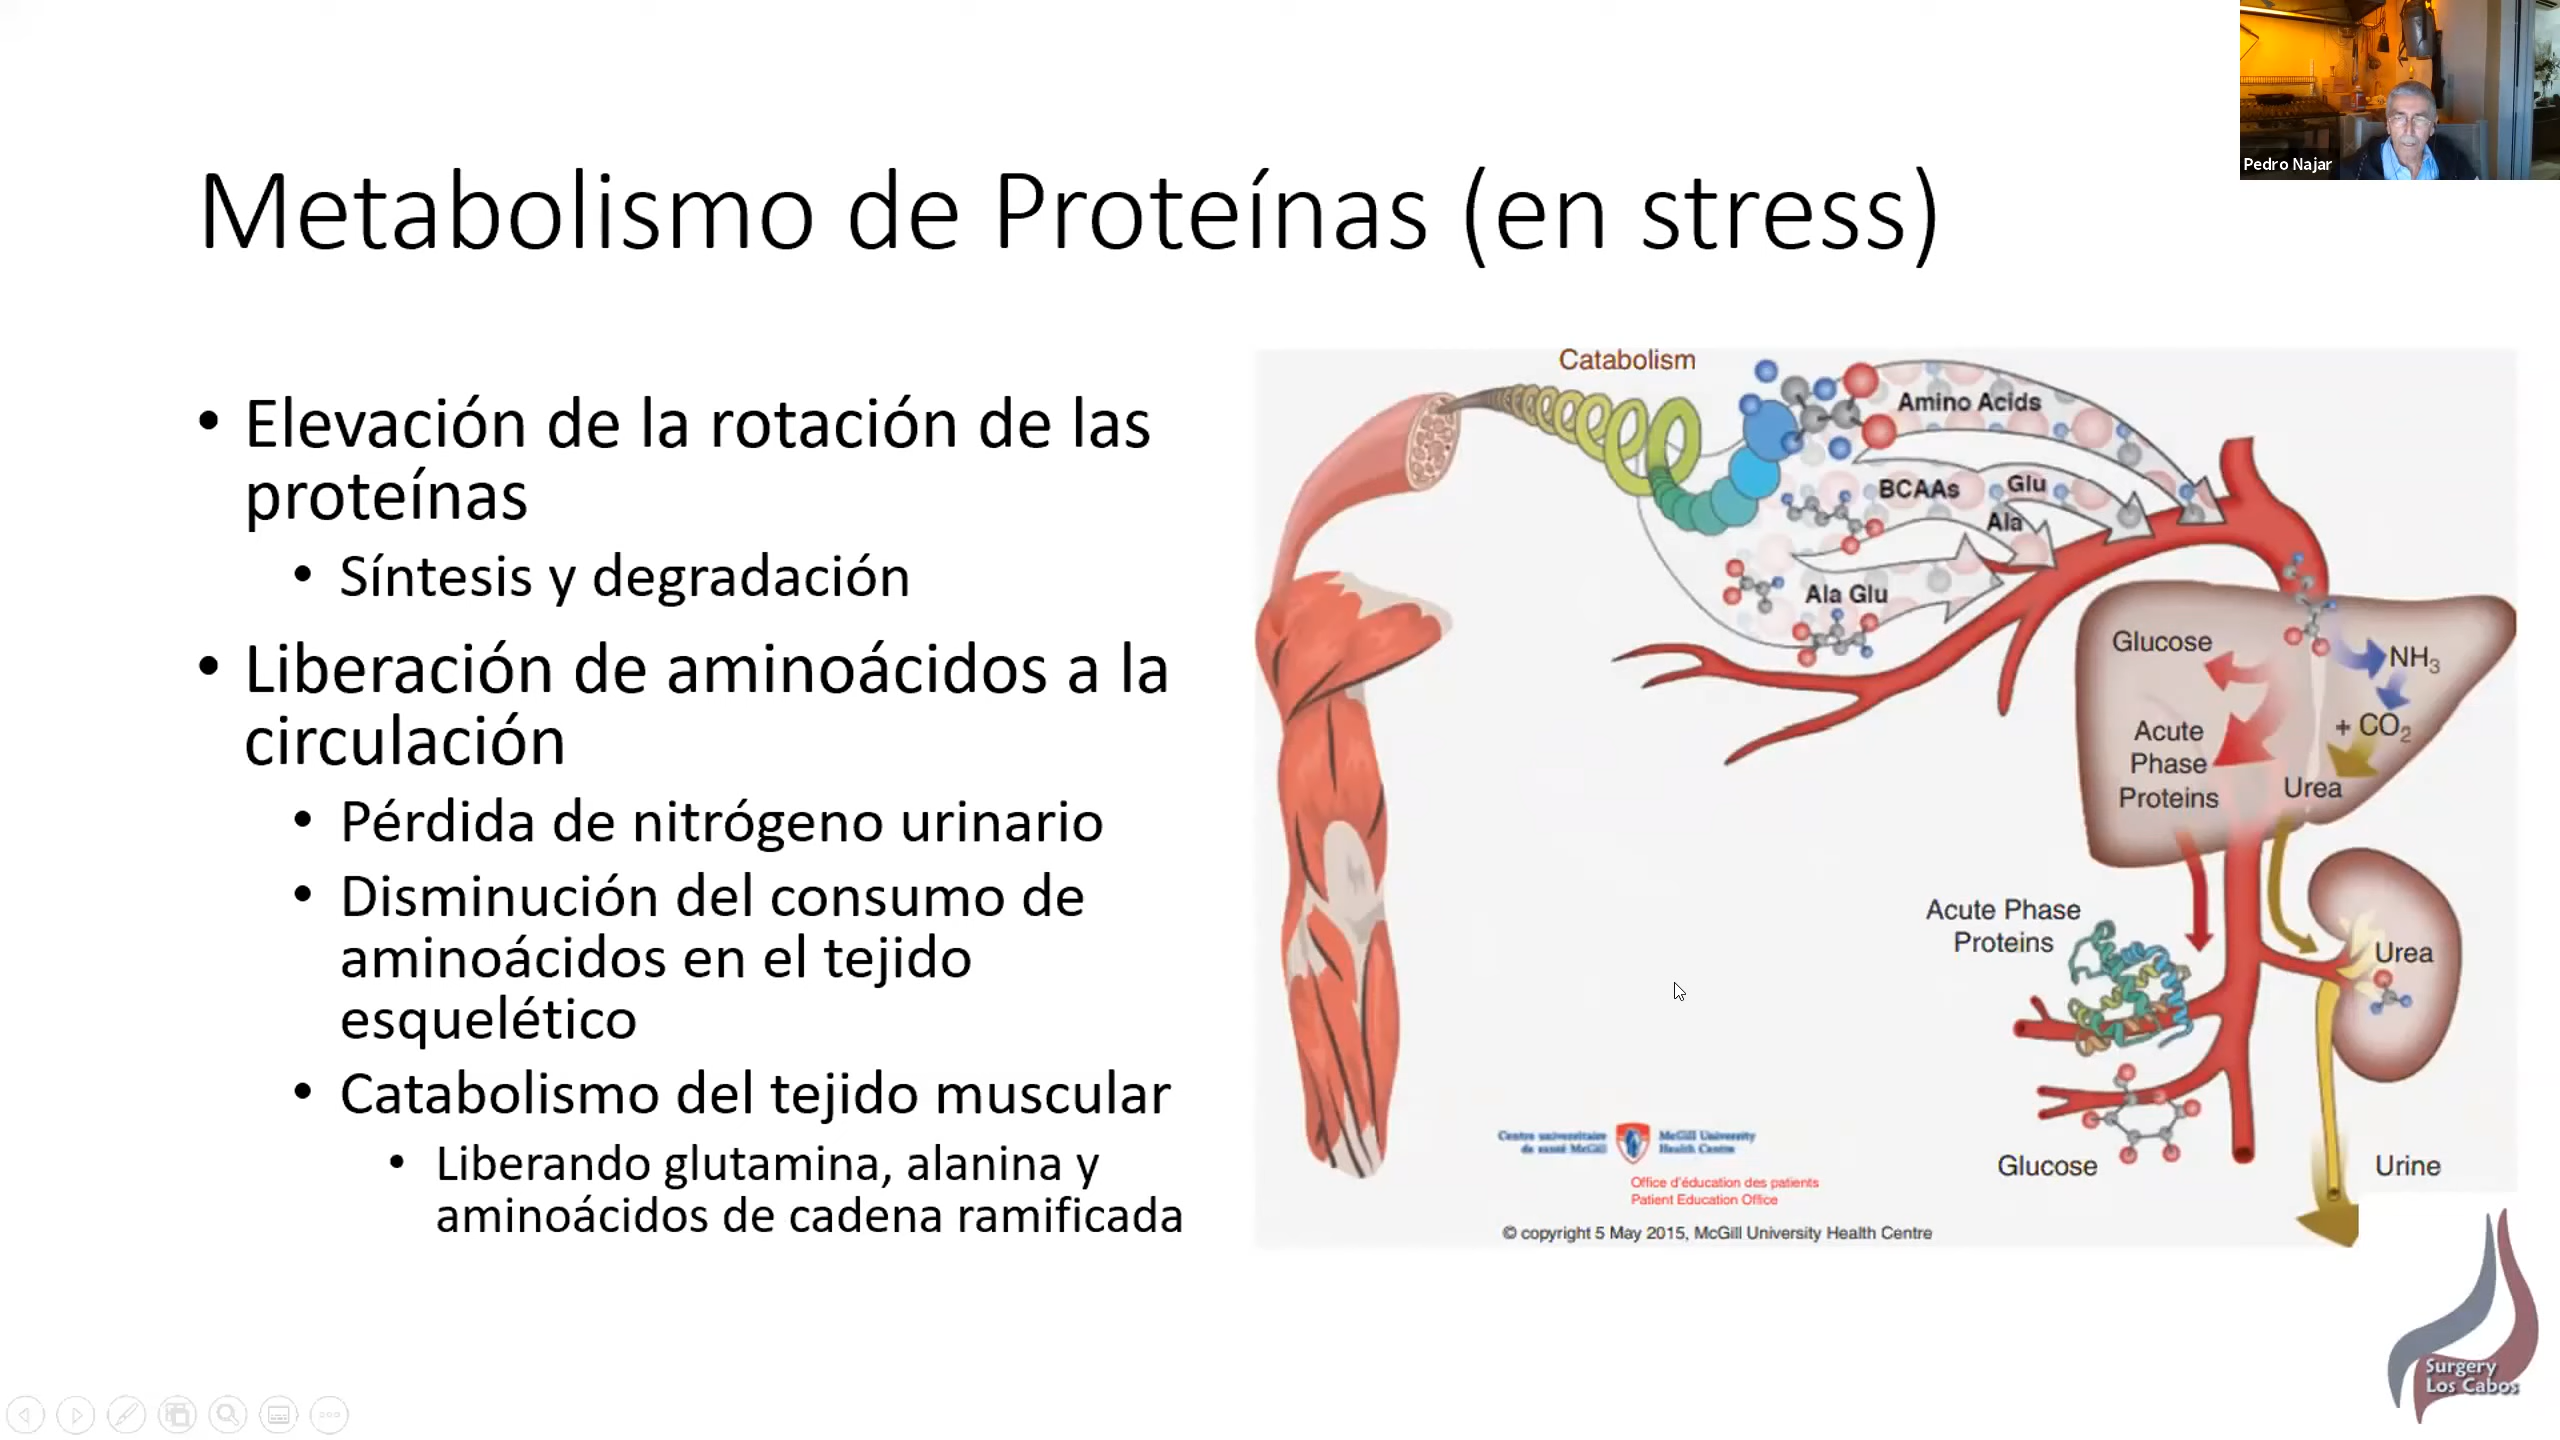 Pedro Najar
Metabolismo de Proteínas (en stress)
• Elevación de la rotación de las
proteínas
• Síntesis y degradación
• Liberación de aminoácidos a la
circulación
• Pérdida de nitrógeno urinario
• Disminución del consumo de
aminoácidos en el tejido
esquelético
• Catabolismo del tejido muscular
• Liberando glutamina, alanina y
aminoácidos de cadena ramificada
Catabolism
Amino Acids
BCAAs
Glu
Ala
Ala Glu
Glucose
NH₃
+ CO₂
Acute
Phase
Proteins
Urea
Acute Phase
Proteins
Urea
Glucose
Urine
Centre universitaire
de santé McGill
McGill University
Health Centre
Office d'éducation des patients
Patient Education Office
© copyright 5 May 2015, McGill University Health Centre
Surgery
Los Cabos